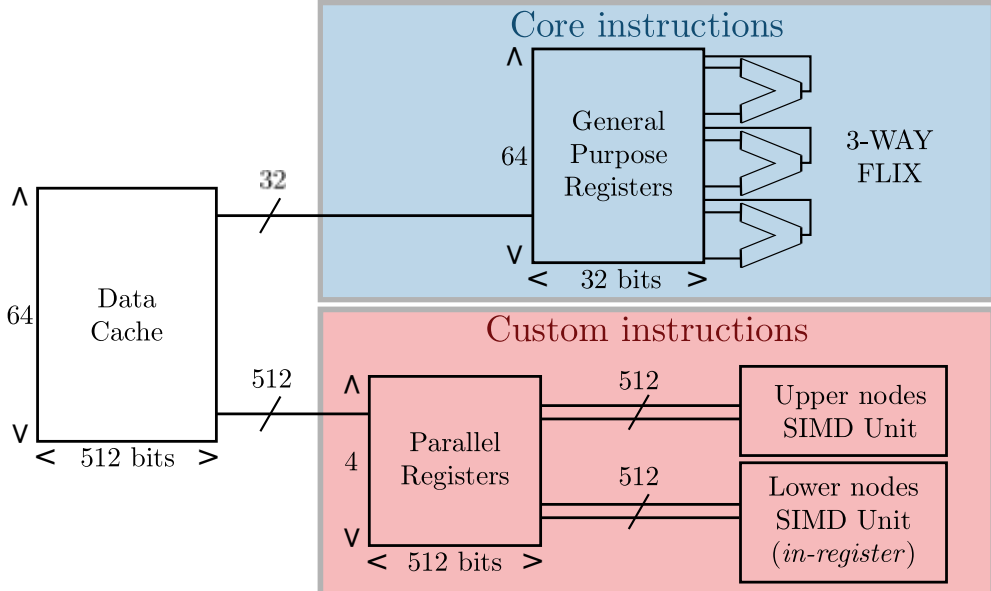 Core instructions
General
Purpose
Registers
64
32 bits
3-WAY
FLIX
32
Data
Cache
64
512 bits
512
Custom instructions
Parallel
Registers
4
512 bits
512
Upper nodes
SIMD Unit
512
Lower nodes
SIMD Unit
(in-register)